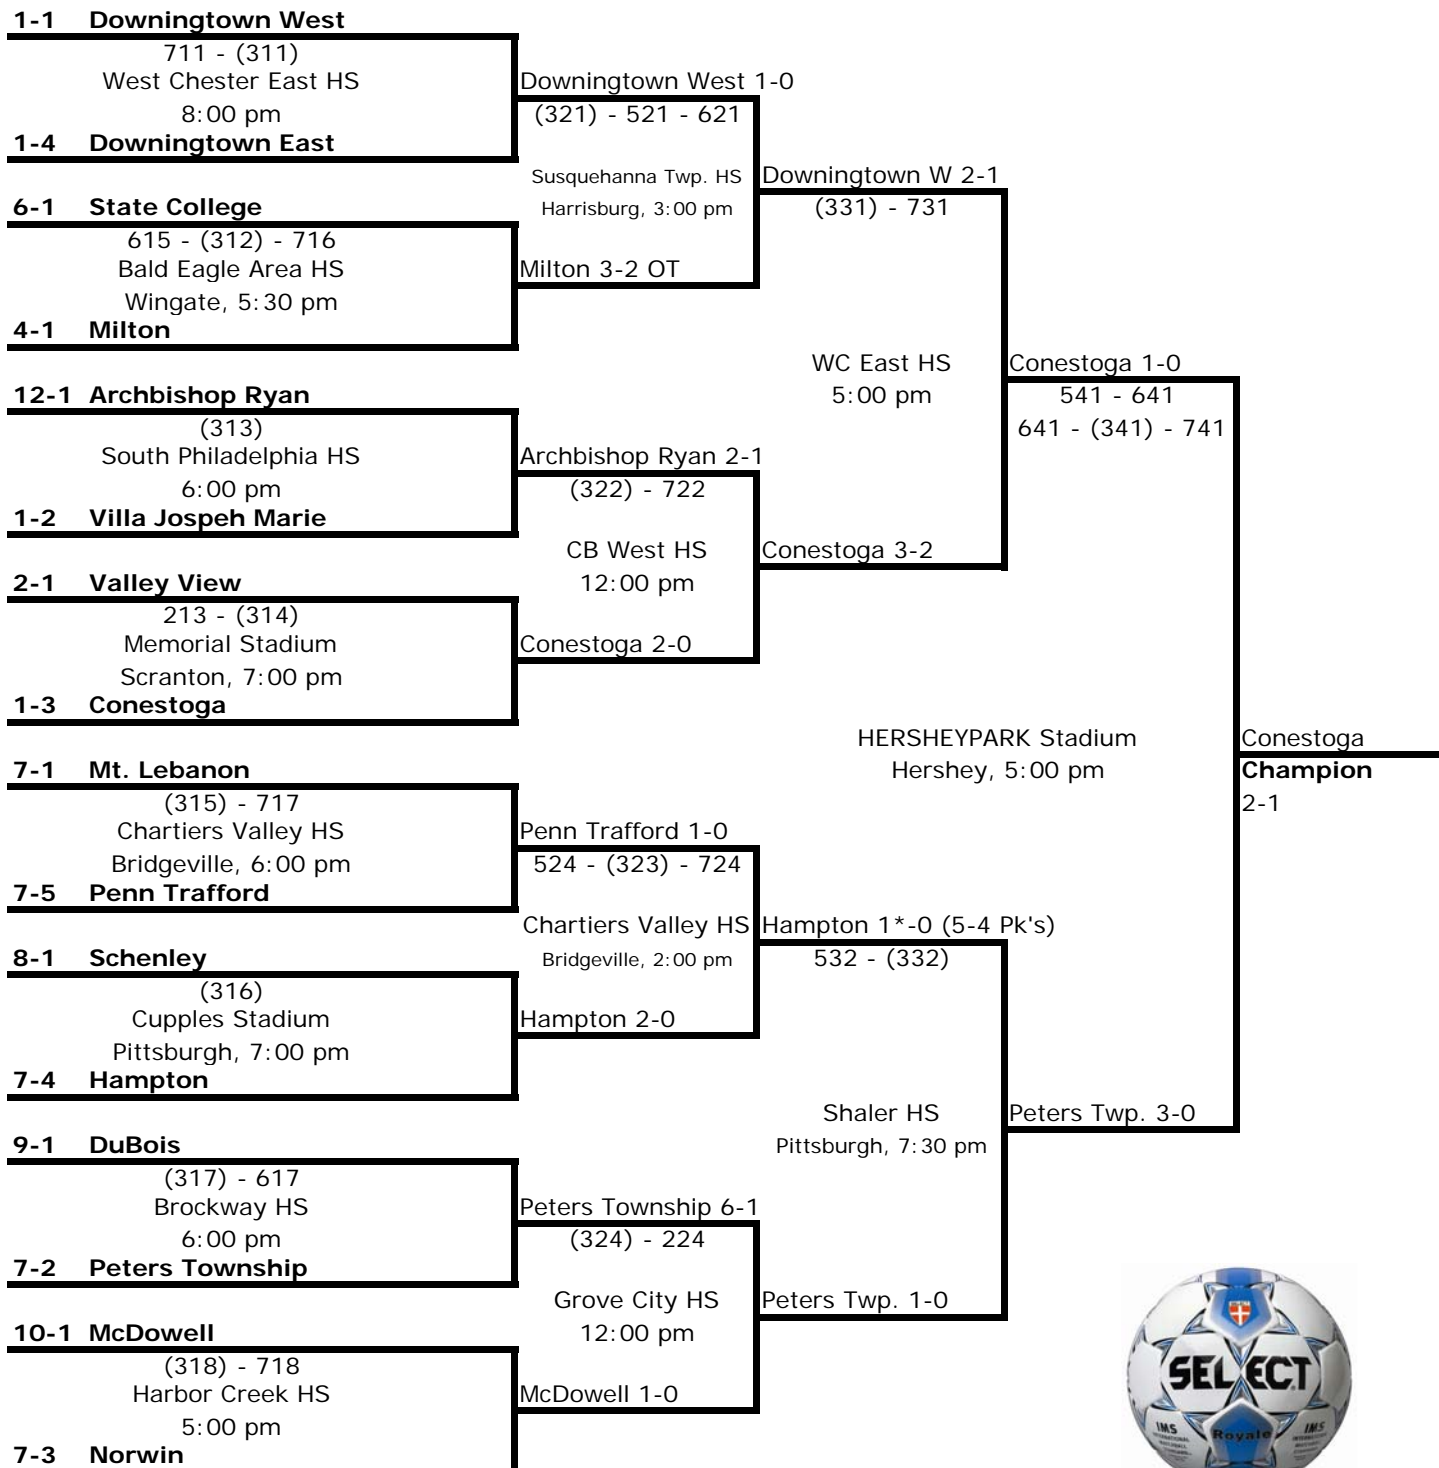 1-1 Downingtown West
711 - (311)
West Chester East HS
8:00 pm
1-4 Downingtown East
6-1 State College
615 - (312) - 716
Bald Eagle Area HS
Wingate, 5:30 pm
4-1 Milton
12-1 Archbishop Ryan
(313)
South Philadelphia HS
6:00 pm
1-2 Villa Jospeh Marie
2-1 Valley View
213 - (314)
Memorial Stadium
Scranton, 7:00 pm
1-3 Conestoga
7-1 Mt. Lebanon
(315) - 717
Chartiers Valley HS
Bridgeville, 6:00 pm
7-5 Penn Trafford
8-1 Schenley
(316)
Cupples Stadium
Pittsburgh, 7:00 pm
7-4 Hampton
9-1 DuBois
(317) - 617
Brockway HS
6:00 pm
7-2 Peters Township
10-1 McDowell
(318) - 718
Harbor Creek HS
5:00 pm
7-3 Norwin
Downingtown West 1-0
(321) - 521 - 621
Susquehanna Twp. HS
Harrisburg, 3:00 pm
Milton 3-2 OT
Archbishop Ryan 2-1
(322) - 722
CB West HS
12:00 pm
Conestoga 2-0
Penn Trafford 1-0
524 - (323) - 724
Chartiers Valley HS
Bridgeville, 2:00 pm
Hampton 2-0
Peters Township 6-1
(324) - 224
Grove City HS
12:00 pm
McDowell 1-0
Downingtown W 2-1
(331) - 731
WC East HS
5:00 pm
Conestoga 3-2
Hampton 1*-0 (5-4 Pk's)
532 - (332)
Shaler HS
Pittsburgh, 7:30 pm
Peters Twp. 1-0
Conestoga 1-0
541 - 641
641 - (341) - 741
HERSHEYPARK Stadium
Hershey, 5:00 pm
Peters Twp. 3-0
Conestoga
Champion
2-1
SELECT
IMS
Royale
IMS